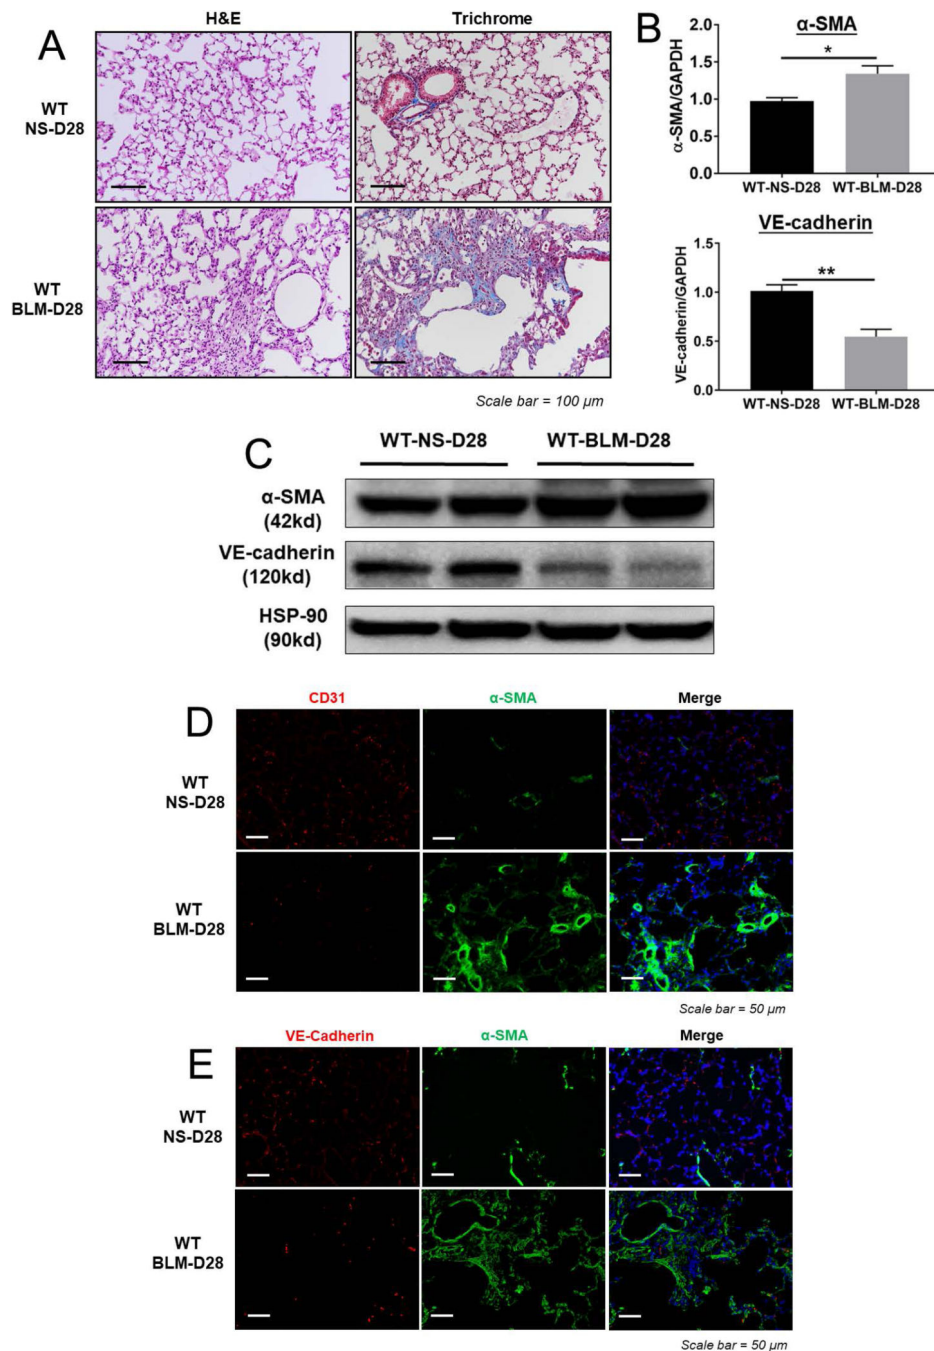 A
H&E
Trichrome
WT
NS-D28
WT
BLM-D28
Scale bar = 100 μm
B
α-SMA
α-SMA/GAPDH
2.0
1.5
1.0
0.5
0.0
*
WT-NS-D28 WT-BLM-D28
VE-cadherin
VE-cadherin/GAPDH
1.5
1.0
0.5
0.0
**
WT-NS-D28 WT-BLM-D28
C
WT-NS-D28
WT-BLM-D28
α-SMA
(42kd)
VE-cadherin
(120kd)
HSP-90
(90kd)
D
CD31
α-SMA
Merge
WT
NS-D28
WT
BLM-D28
Scale bar = 50 μm
E
VE-Cadherin
α-SMA
Merge
WT
NS-D28
WT
BLM-D28
Scale bar = 50 μm